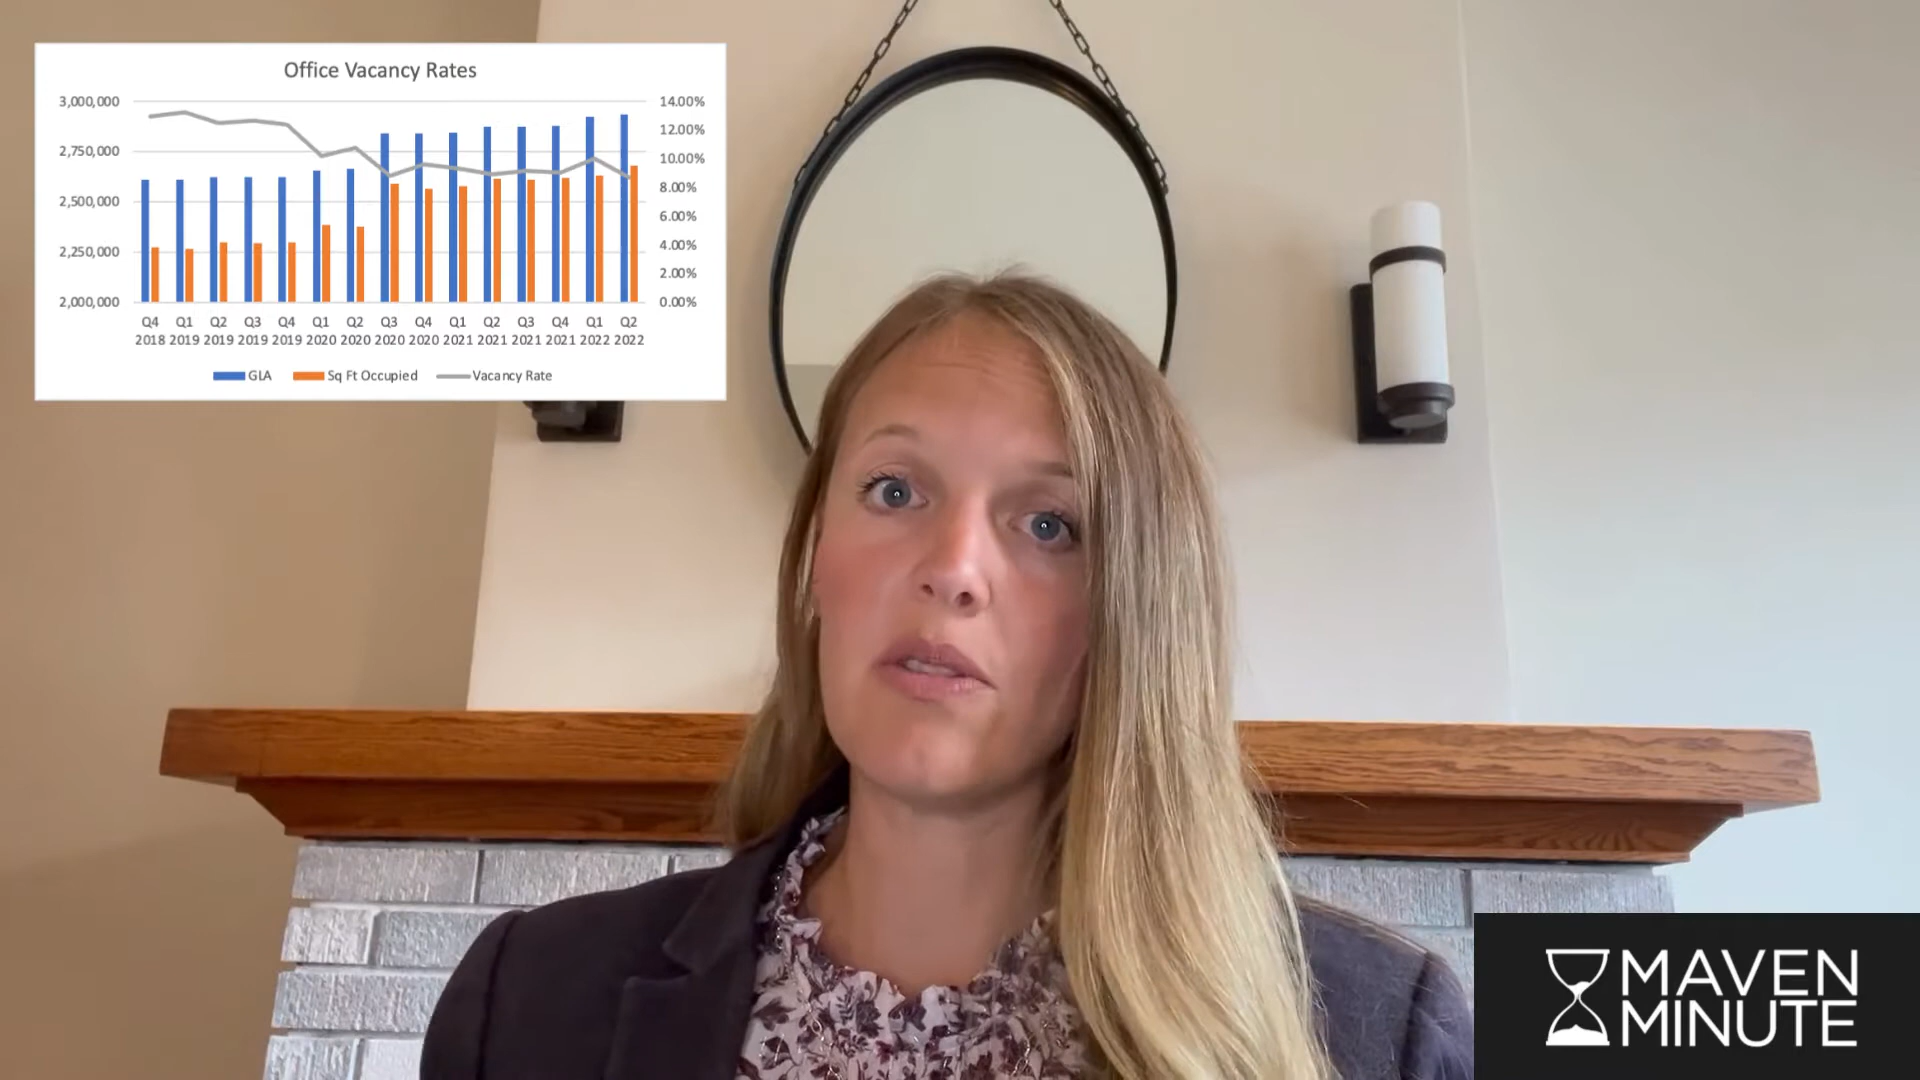 Office Vacancy Rates
3,000,000
2,750,000
2,500,000
2,250,000
2,000,000
14.00%
12.00%
10.00%
8.00%
6.00%
4.00%
2.00%
0.00%
Q4 Q1 Q2 Q3 Q4 Q1 Q2 Q3 Q4 Q1 Q2 Q3 Q4 Q1 Q2
2018 2019 2019 2019 2019 2020 2020 2020 2020 2021 2021 2021 2021 2022 2022
GLA Sq Ft Occupied Vacancy Rate
MAVEN
MINUTE